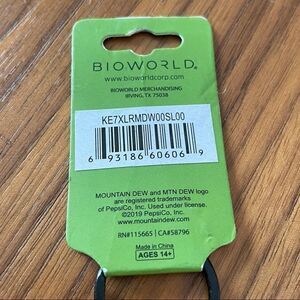 BIOWORLD®
www.bioworldcorp.com
BIOWORLD MERCHANDISING
IRVING, TX 75038
KE7XLRMDW00SL00
6 93186 60606 9
MOUNTAIN DEW and MTN DEW logo
are registered trademarks
of PepsiCo, Inc. Used under license.
©2019 PepsiCo, Inc.
www.mountaindew.com
RN#115665 | CA#58796
Made in China
AGES 14+